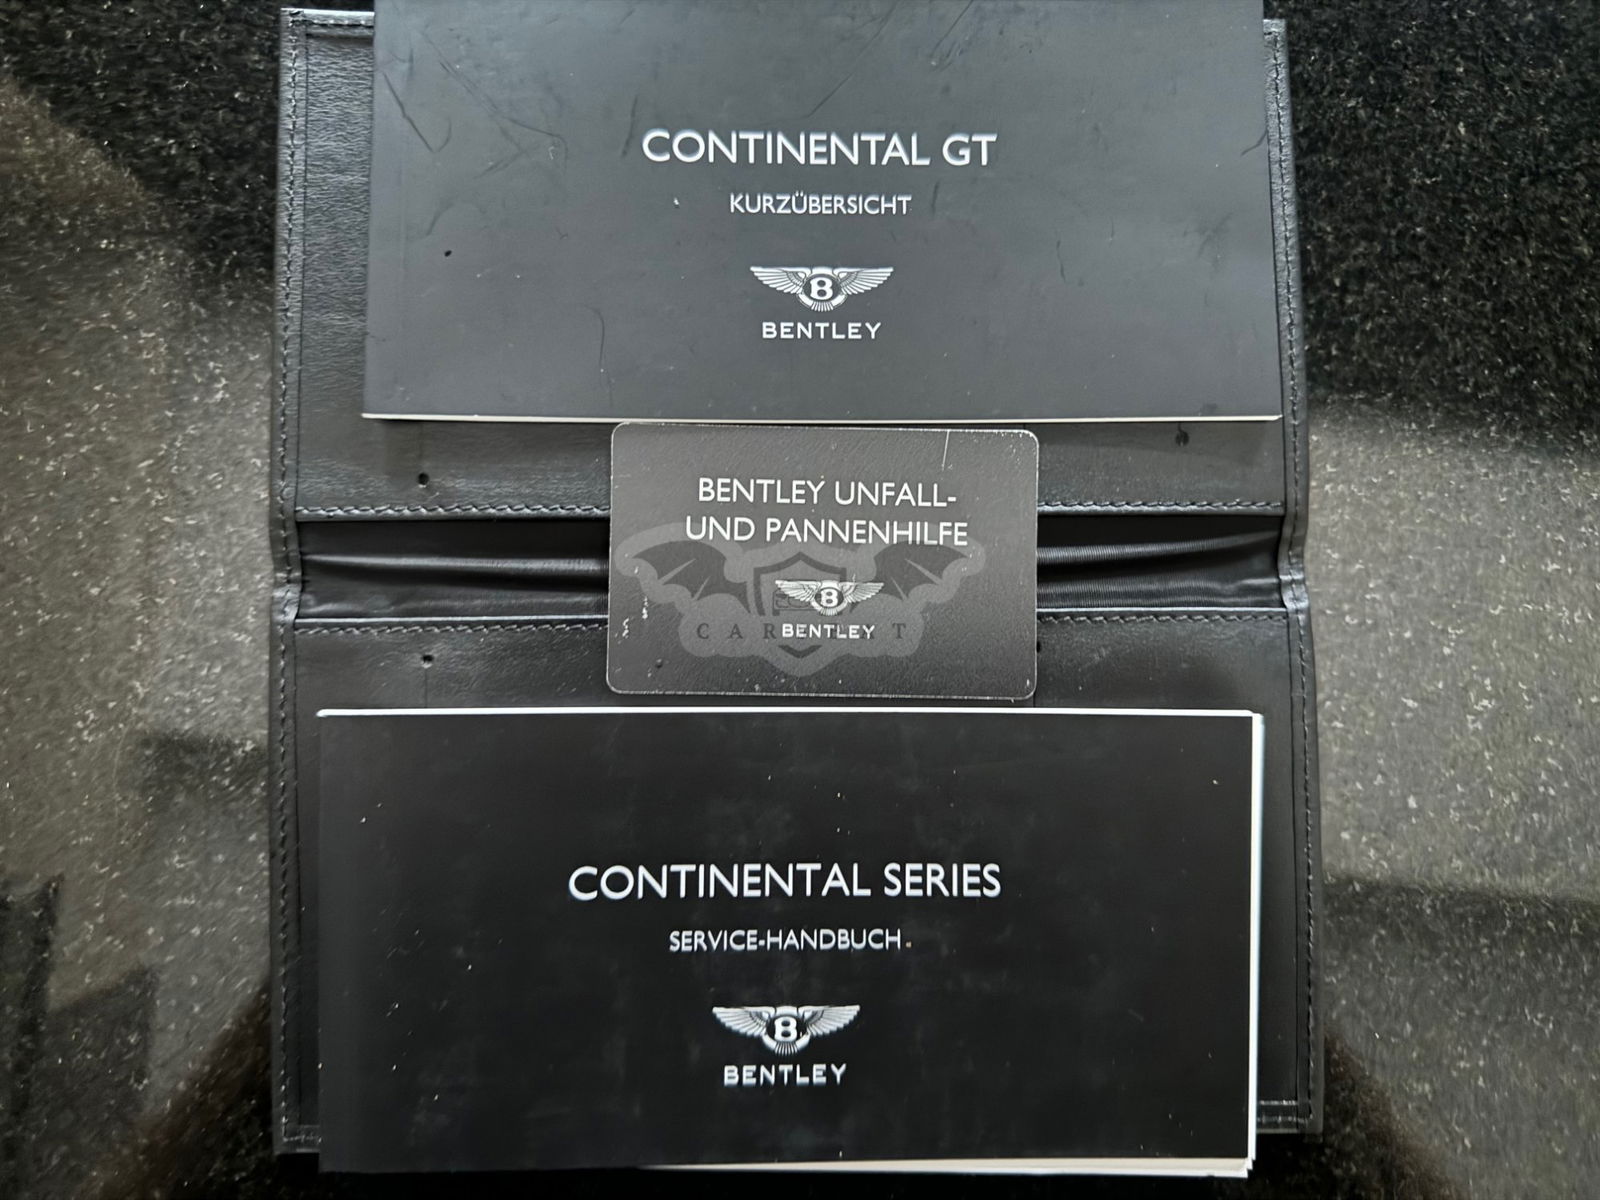 CONTINENTAL GT
KURZÜBERSICHT
B
BENTLEY
BENTLEY UNFALL-
UND PANNENHILFE
B
BENTLEY
CONTINENTAL SERIES
SERVICE-HANDBUCH
B
BENTLEY